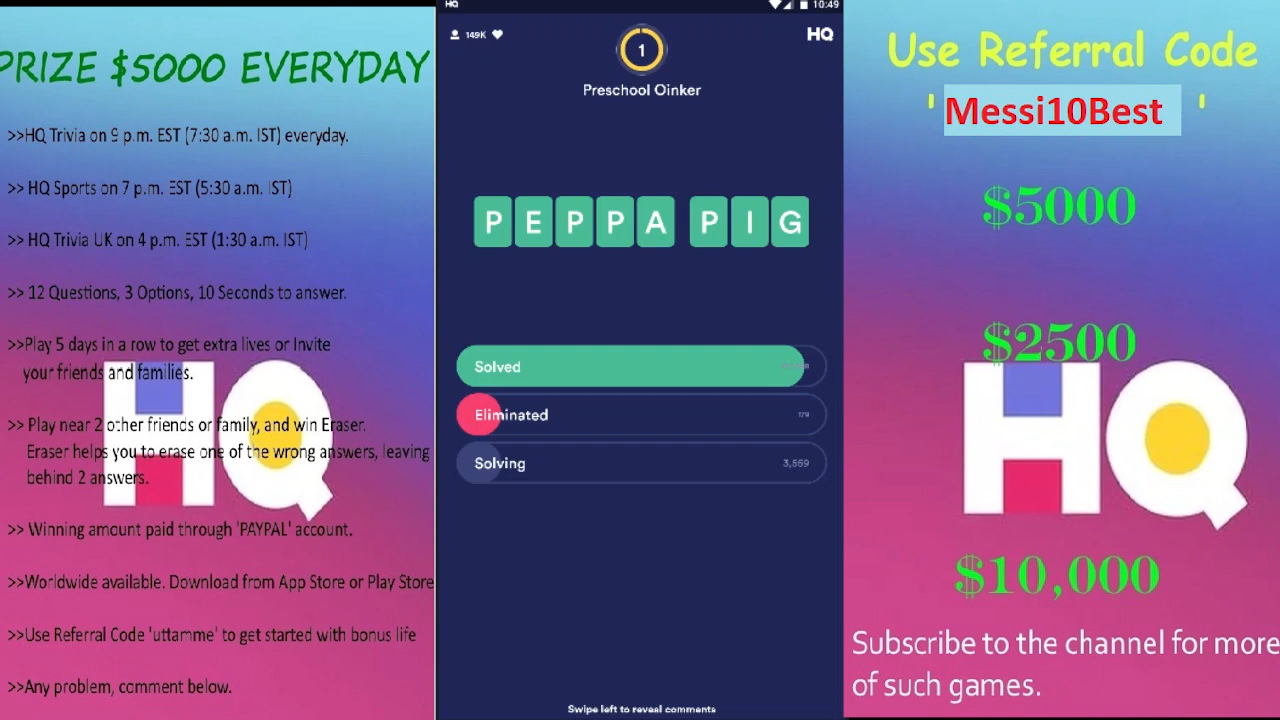 PRIZE $5000 EVERYDAY
>>HQ Trivia on 9 p.m. EST (7:30 a.m. IST) everyday.
>> HQ Sports on 7 p.m. EST (5:30 a.m. IST)
>> HQ Trivia UK on 4 p.m. EST (1:30 a.m. IST)
>> 12 Questions, 3 Options, 10 Seconds to answer.
>>Play 5 days in a row to get extra lives or Invite
your friends and families.
>> Play near 2 other friends or family, and win Eraser.
Eraser helps you to erase one of the wrong answers, leaving
behind 2 answers.
>> Winning amount paid through 'PAYPAL' account.
>>Worldwide available. Download from App Store or Play Store
>>Use Referral Code 'uttamme' to get started with bonus life
>>Any problem, comment below.
HQ
HQ 10:49
149K HQ
1
Preschool Oinker
PEPPA PIG
Solved
Eliminated 179
Solving 3,559
Swipe left to reveal comments
Use Referral Code
' Messi10Best '
$5000
$2500
HQ
$10,000
Subscribe to the channel for more
of such games.